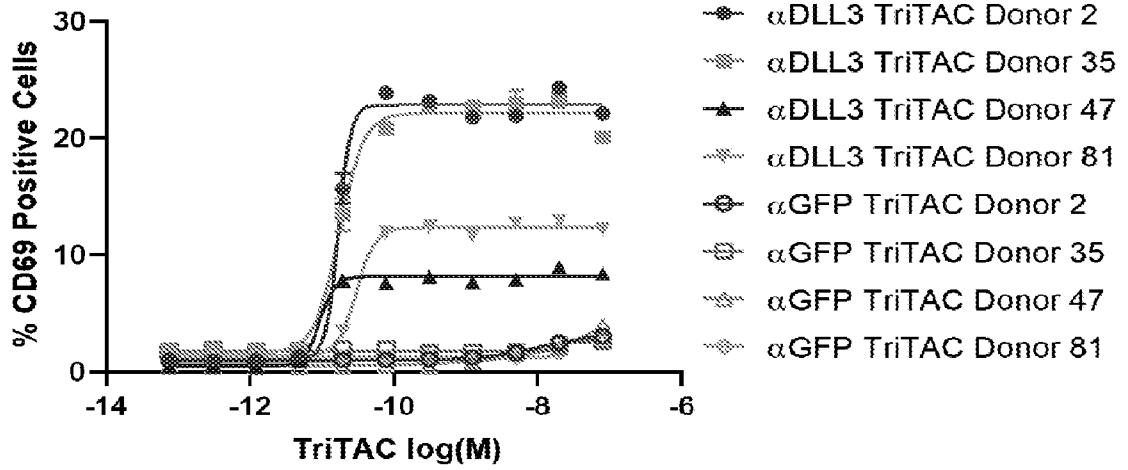 30
20
10
0
% CD69 Positive Cells
-14
-12
-10
-8
-6
TriTAC log(M)
αDLL3 TriTAC Donor 2
αDLL3 TriTAC Donor 35
αDLL3 TriTAC Donor 47
αDLL3 TriTAC Donor 81
αGFP TriTAC Donor 2
αGFP TriTAC Donor 35
αGFP TriTAC Donor 47
αGFP TriTAC Donor 81